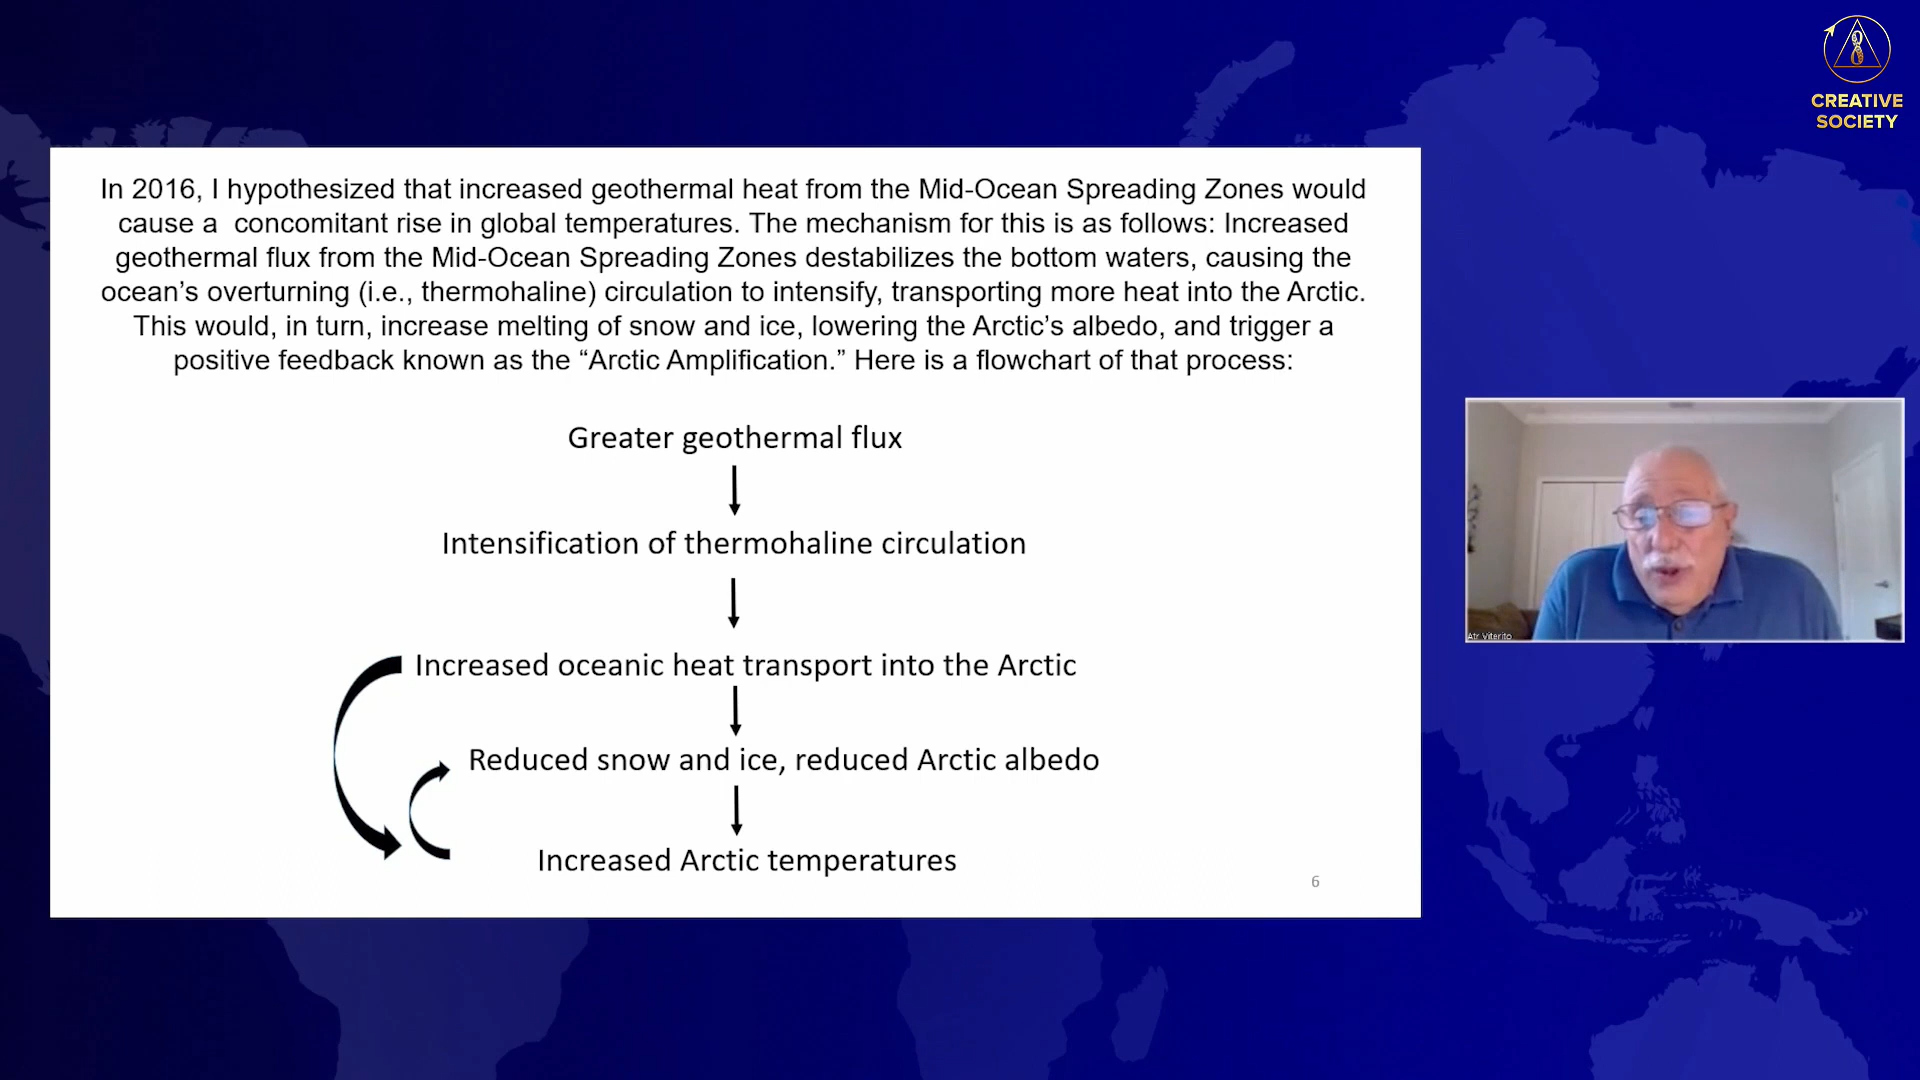 CREATIVE
SOCIETY
In 2016, I hypothesized that increased geothermal heat from the Mid-Ocean Spreading Zones would
cause a  concomitant rise in global temperatures. The mechanism for this is as follows: Increased
geothermal flux from the Mid-Ocean Spreading Zones destabilizes the bottom waters, causing the
ocean’s overturning (i.e., thermohaline) circulation to intensify, transporting more heat into the Arctic.
This would, in turn, increase melting of snow and ice, lowering the Arctic’s albedo, and trigger a
positive feedback known as the “Arctic Amplification.” Here is a flowchart of that process:
Greater geothermal flux
Intensification of thermohaline circulation
Increased oceanic heat transport into the Arctic
Reduced snow and ice, reduced Arctic albedo
Increased Arctic temperatures
6
Atr Viterito